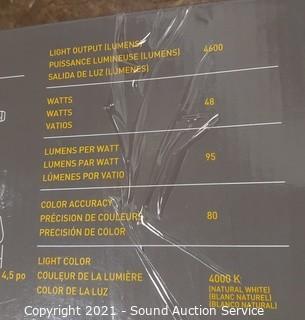 LIGHT OUTPUT (LUMENS) 4600
PUISSANCE LUMINEUSE (LUMENS)
SALIDA DE LUZ (LÚMENES)
WATTS 48
WATTS
VATIOS
LUMENS PER WATT 95
LUMENS PAR WATT
LÚMENES POR VATIO
COLOR ACCURACY 80
PRÉCISION DE COULEURS
PRECISIÓN DE COLOR
LIGHT COLOR 4000 K
4,5 po COULEUR DE LA LUMIÈRE (NATURAL WHITE)
COLOR DE LA LUZ (BLANC NATUREL)
(BLANCO NATURAL)
Copyright 2021 - Sound Auction Service